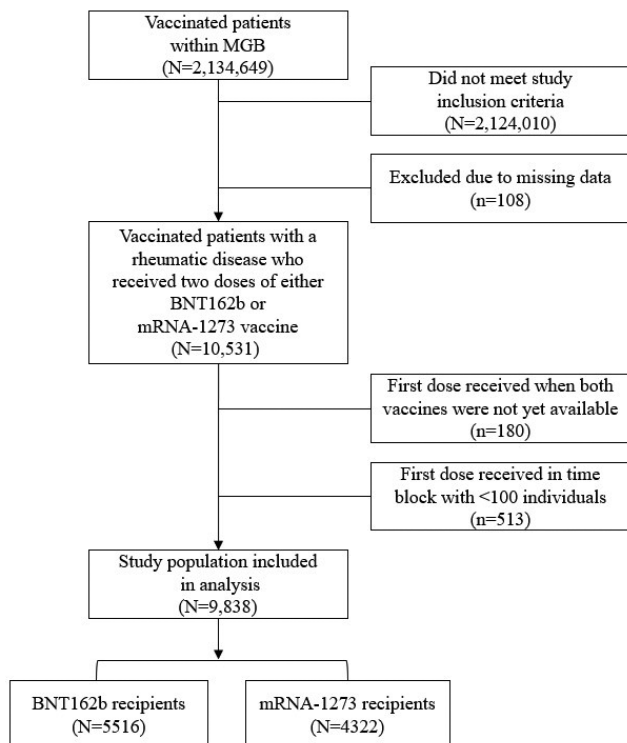 Vaccinated patients
within MGB
(N=2,134,649)
Did not meet study
inclusion criteria
(N=2,124,010)
Excluded due to missing data
(n=108)
Vaccinated patients with a
rheumatic disease who
received two doses of either
BNT162b or
mRNA-1273 vaccine
(N=10,531)
First dose received when both
vaccines were not yet available
(n=180)
First dose received in time
block with <100 individuals
(n=513)
Study population included
in analysis
(N=9,838)
BNT162b recipients
(N=5516)
mRNA-1273 recipients
(N=4322)